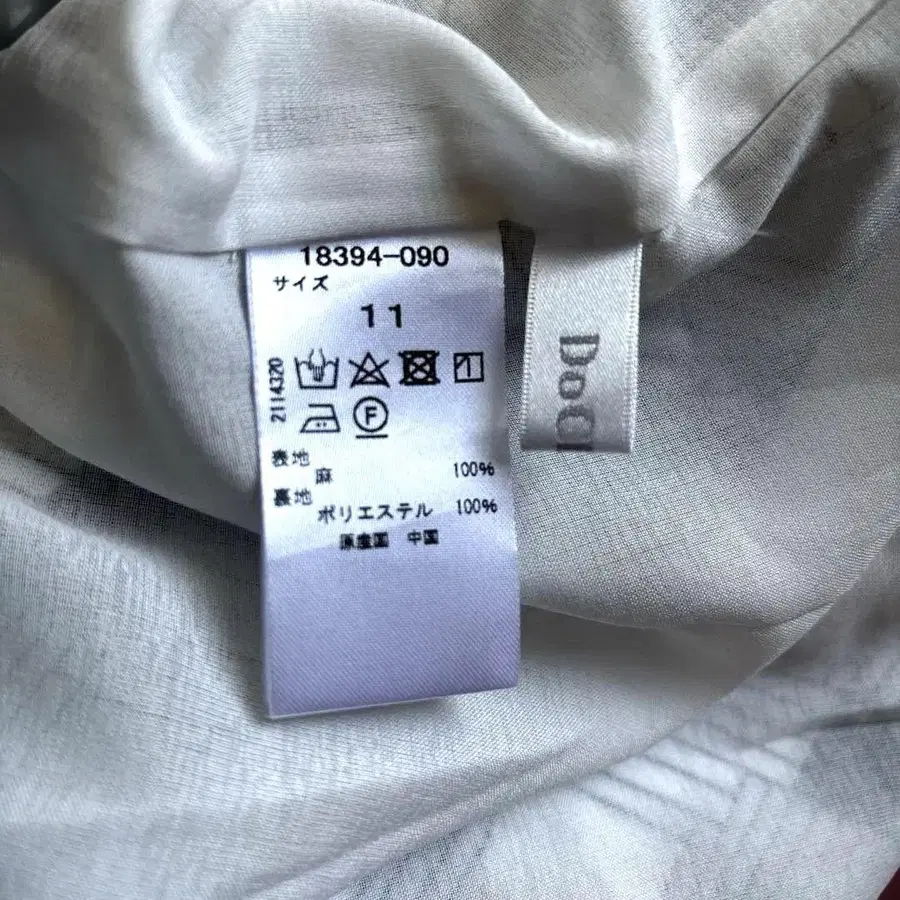 18394-090
サイズ
11
2114320
F
表地
麻 100%
裏地
ポリエステル 100%
原産国 中国